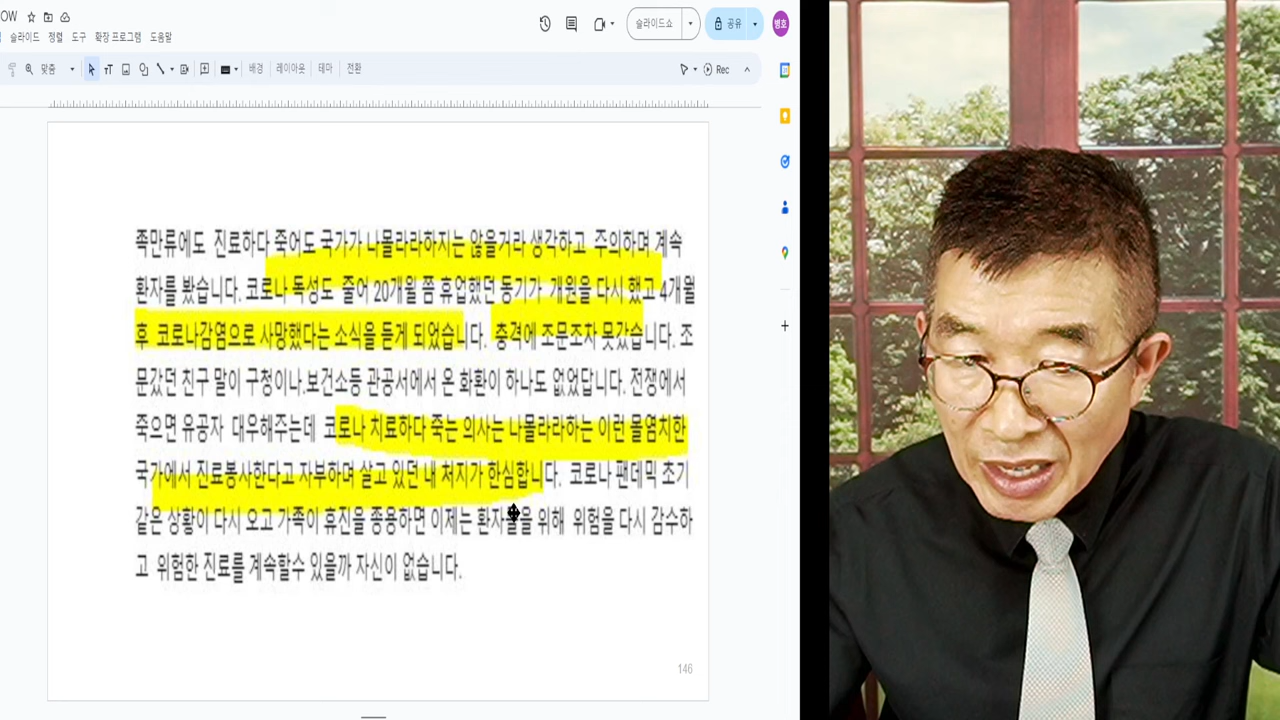 OW
슬라이드 정렬 도구 확장 프로그램 도움말
슬라이드쇼
공유
병호
맞춤
배경 레이아웃 테마 전환
Rec
족만류에도 진료하다 죽어도 국가가 나몰라라하지는 않을거라 생각하고 주의하며 계속
환자를 봤습니다. 코로나 독성도 줄어 20개월 쯤 휴업했던 동기가 개원을 다시 했고 4개월
후 코로나감염으로 사망했다는 소식을 듣게 되었습니다. 충격에 조문조차 못갔습니다. 조
문갔던 친구 말이 구청이나.보건소등 관공서에서 온 화환이 하나도 없었답니다. 전쟁에서
죽으면 유공자 대우해주는데 코로나 치료하다 죽는 의사는 나몰라라하는 이런 몰염치한
국가에서 진료봉사한다고 자부하며 살고 있던 내 처지가 한심합니다. 코로나 팬데믹 초기
같은 상황이 다시 오고 가족이 휴진을 종용하면 이제는 환자들을 위해 위험을 다시 감수하
고 위험한 진료를 계속할수 있을까 자신이 없습니다.
146